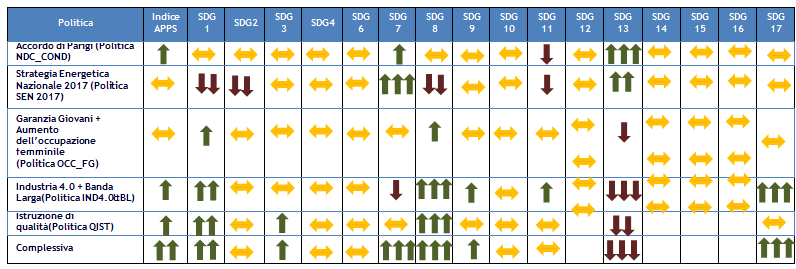 Politica
Indice
APPS
SDG
1
SDG2
SDG
3
SDG4
SDG
6
SDG
7
SDG
8
SDG
9
SDG
10
SDG
11
SDG
12
SDG
13
SDG
14
SDG
15
SDG
16
SDG
17
Accordo di Parigi (Politica
NDC_COND)
Strategia Energetica
Nazionale 2017 (Politica
SEN 2017)
Garanzia Giovani +
Aumento
dell'occupazione
femminile
(Politica OCC_FG)
Industria 4.0 + Banda
Larga(Politica IND4.0±BL)
Istruzione di
qualità(Politica QIST)
Complessiva